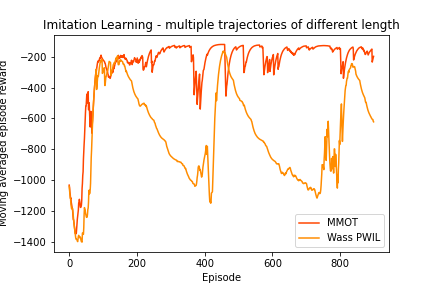 Imitation Learning - multiple trajectories of different length
Moving averaged episode reward
−200
−400
−600
−800
−1000
−1200
−1400
0
200
400
600
800
Episode
MMOT
Wass PWIL